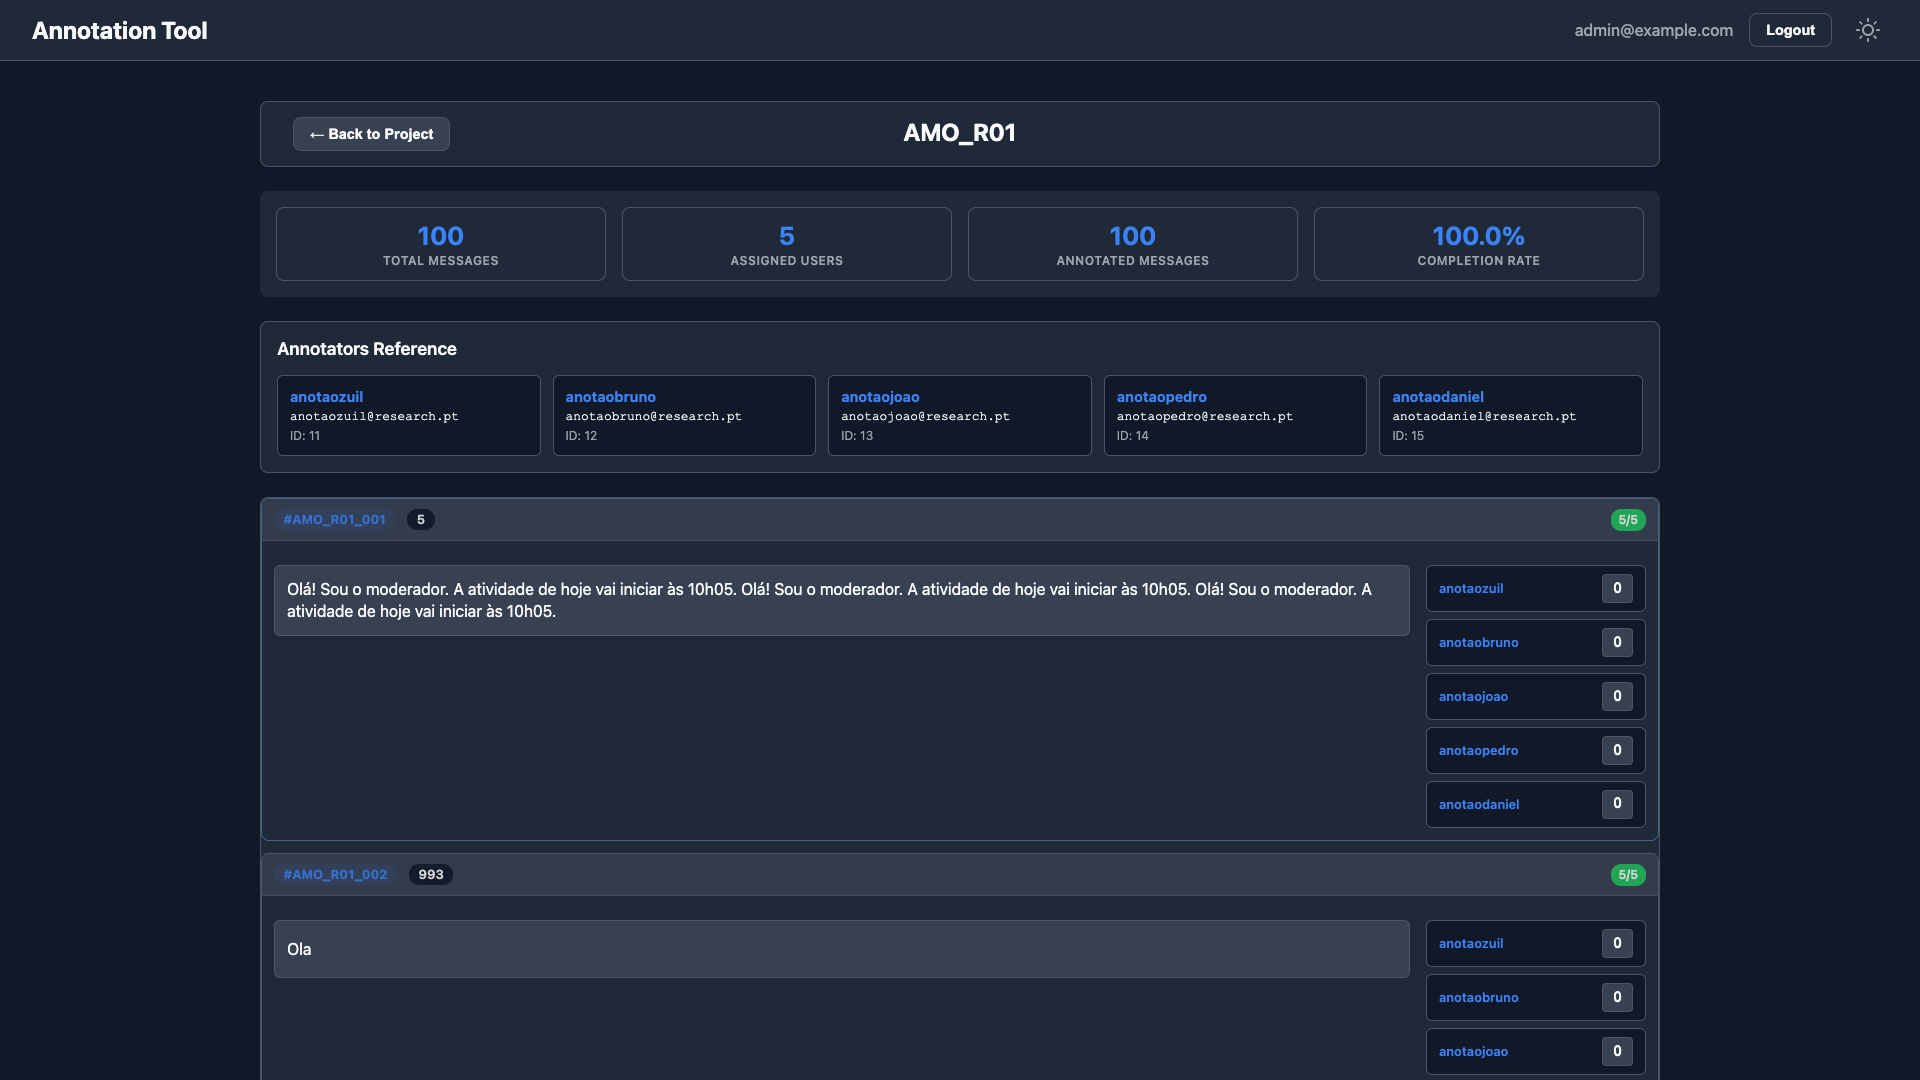 Annotation Tool
admin@example.com
Logout
← Back to Project
AMO_R01
100
TOTAL MESSAGES
5
ASSIGNED USERS
100
ANNOTATED MESSAGES
100.0%
COMPLETION RATE
Annotators Reference
anotaozuil
anotaozuil@research.pt
ID: 11
anotaobruno
anotaobruno@research.pt
ID: 12
anotaojoao
anotaojoao@research.pt
ID: 13
anotaopedro
anotaopedro@research.pt
ID: 14
anotaodaniel
anotaodaniel@research.pt
ID: 15
#AMO_R01_001 5 5/5
Olá! Sou o moderador. A atividade de hoje vai iniciar às 10h05. Olá! Sou o moderador. A atividade de hoje vai iniciar às 10h05. Olá! Sou o moderador. A
atividade de hoje vai iniciar às 10h05.
anotaozuil 0
anotaobruno 0
anotaojoao 0
anotaopedro 0
anotaodaniel 0
#AMO_R01_002 993 5/5
Ola
anotaozuil 0
anotaobruno 0
anotaojoao 0